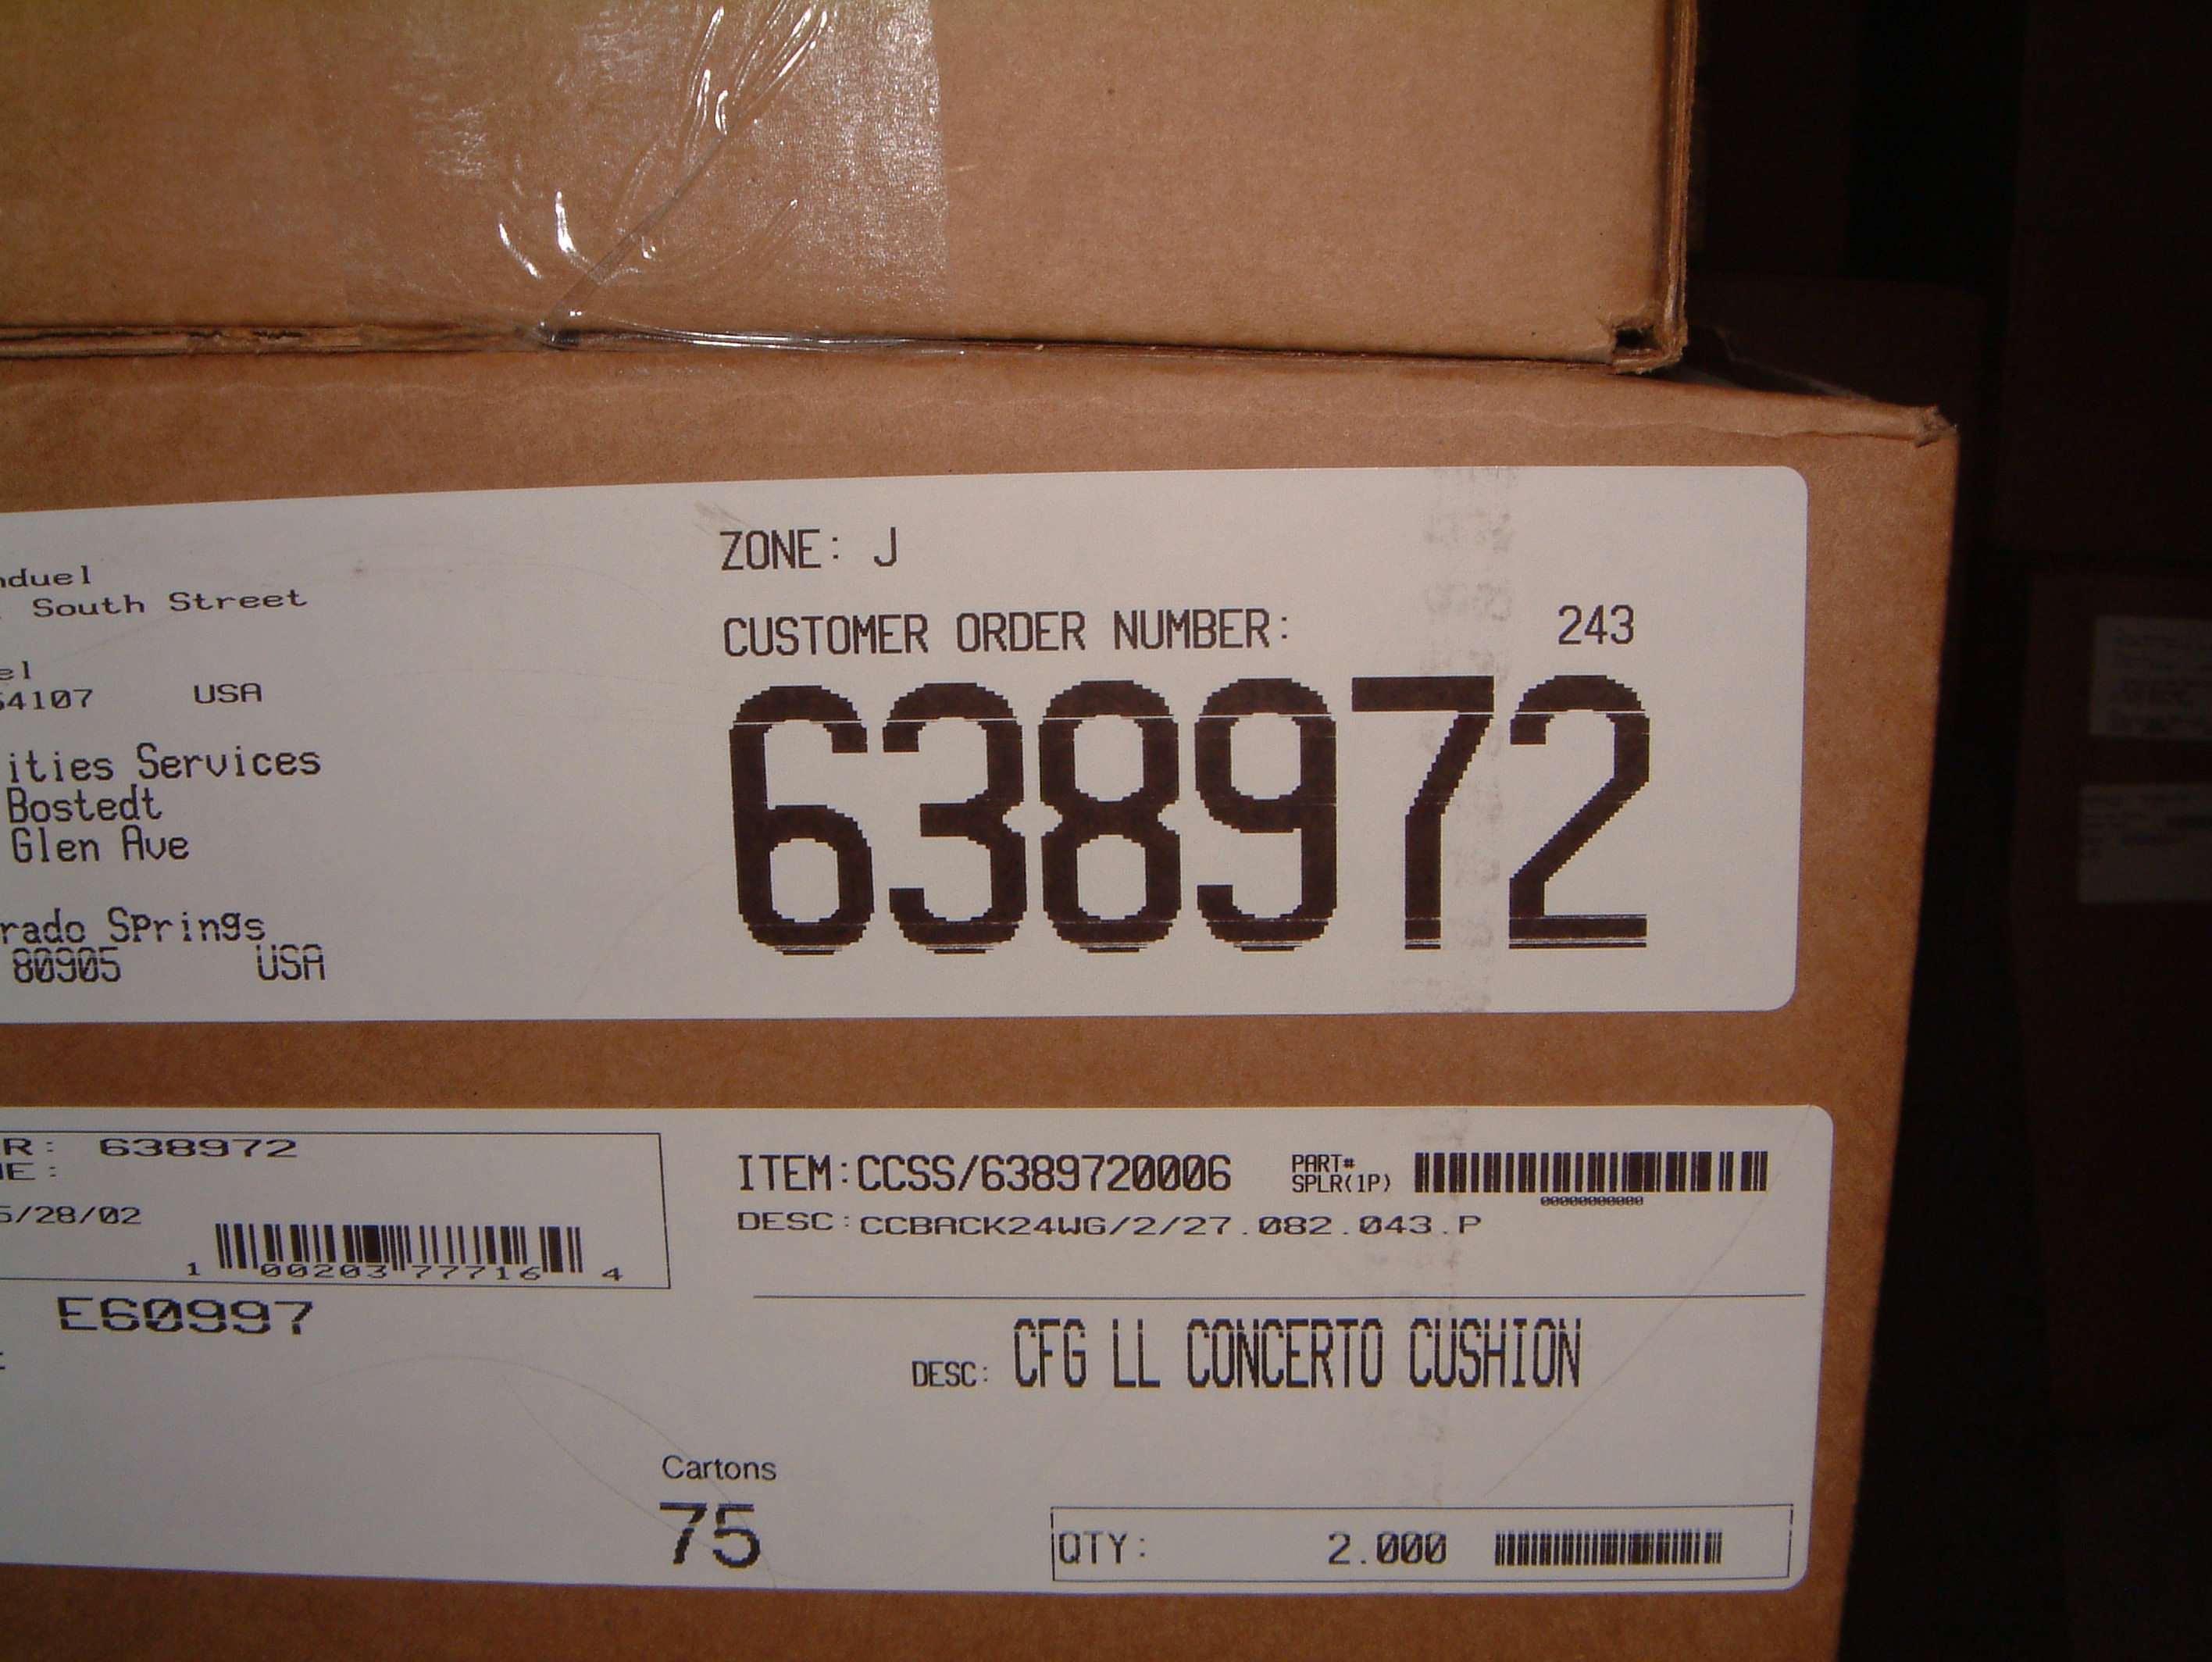 nduel
South Street
el
54107 USA
ities Services
Bostedt
Glen Ave
rado Springs
80905 USA
ZONE: J
CUSTOMER ORDER NUMBER: 243
638972
R: 638972
E:
5/28/02
1 00203 77716 4
E60997
Cartons
75
ITEM:CCSS/6389720006
PART#
SPLR(1P)
00000000000
DESC:CCBACK24WG/2/27.082.043.P
DESC: CFG LL CONCERTO CUSHION
QTY: 2.000